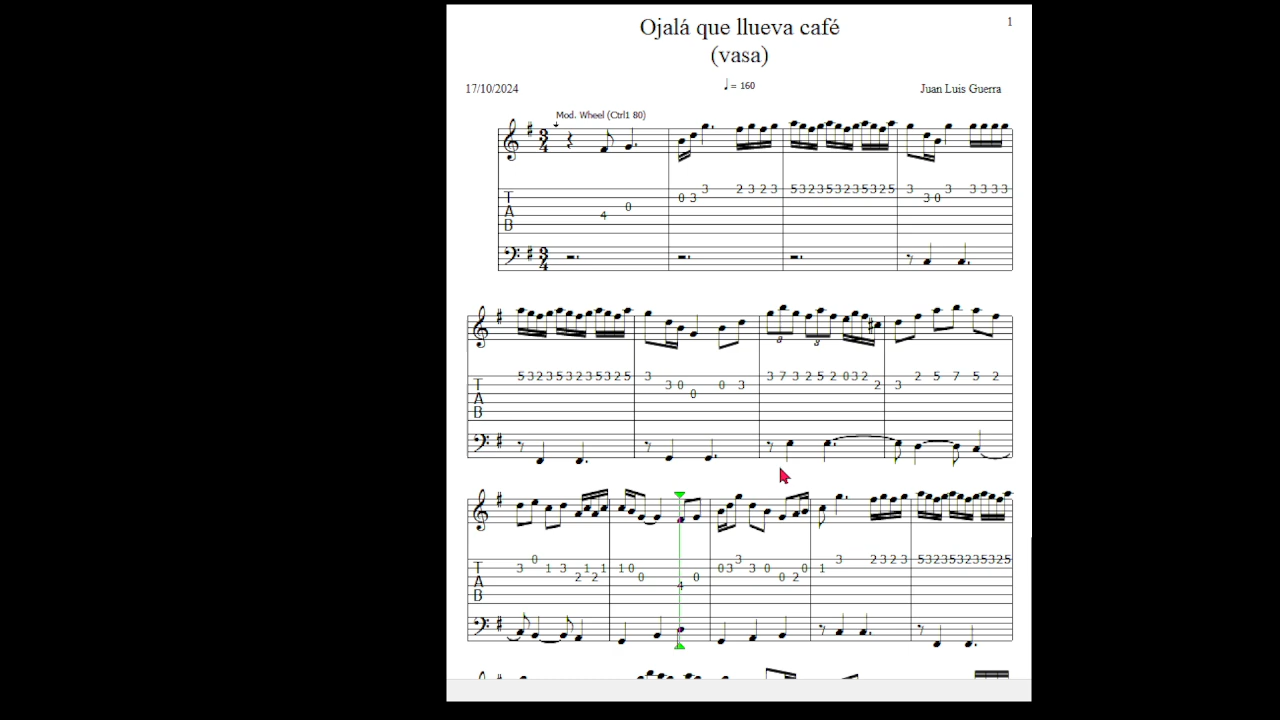 1
Ojalá que llueva café
(vasa)
17/10/2024
♩ = 160
Juan Luis Guerra
Mod. Wheel (Ctrl1 80)
3 4
T A B
4 0 0 3 3 2 3 2 3 5 3 2 3 5 3 2 3 5 3 2 5 3 3 0 3 3 3 3 3
3 4
T A B
5 3 2 3 5 3 2 3 5 3 2 5 3 3 0 0 0 3 3 7 3 2 5 2 0 3 2 2 3 2 5 7 5 2
3 3
T A B
3 0 1 3 2 1 2 1 1 0 0 4 0 0 3 3 3 0 0 2 0 1 3 2 3 2 3 5 3 2 3 5 3 2 3 5 3 2 5